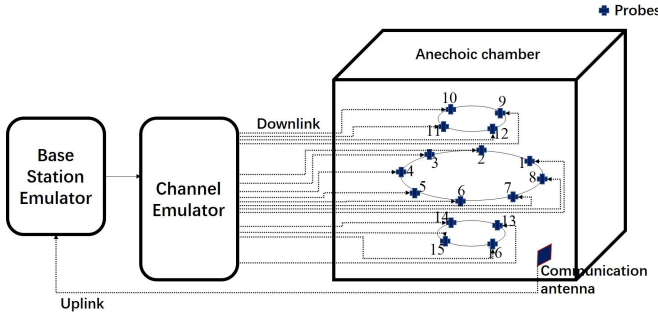 Probes
Anechoic chamber
10
9
Downlink
11
12
Base
Station
Emulator
Channel
Emulator
2
3
1
4
8
5
6
7
14
13
15
16
Communication
antenna
Uplink